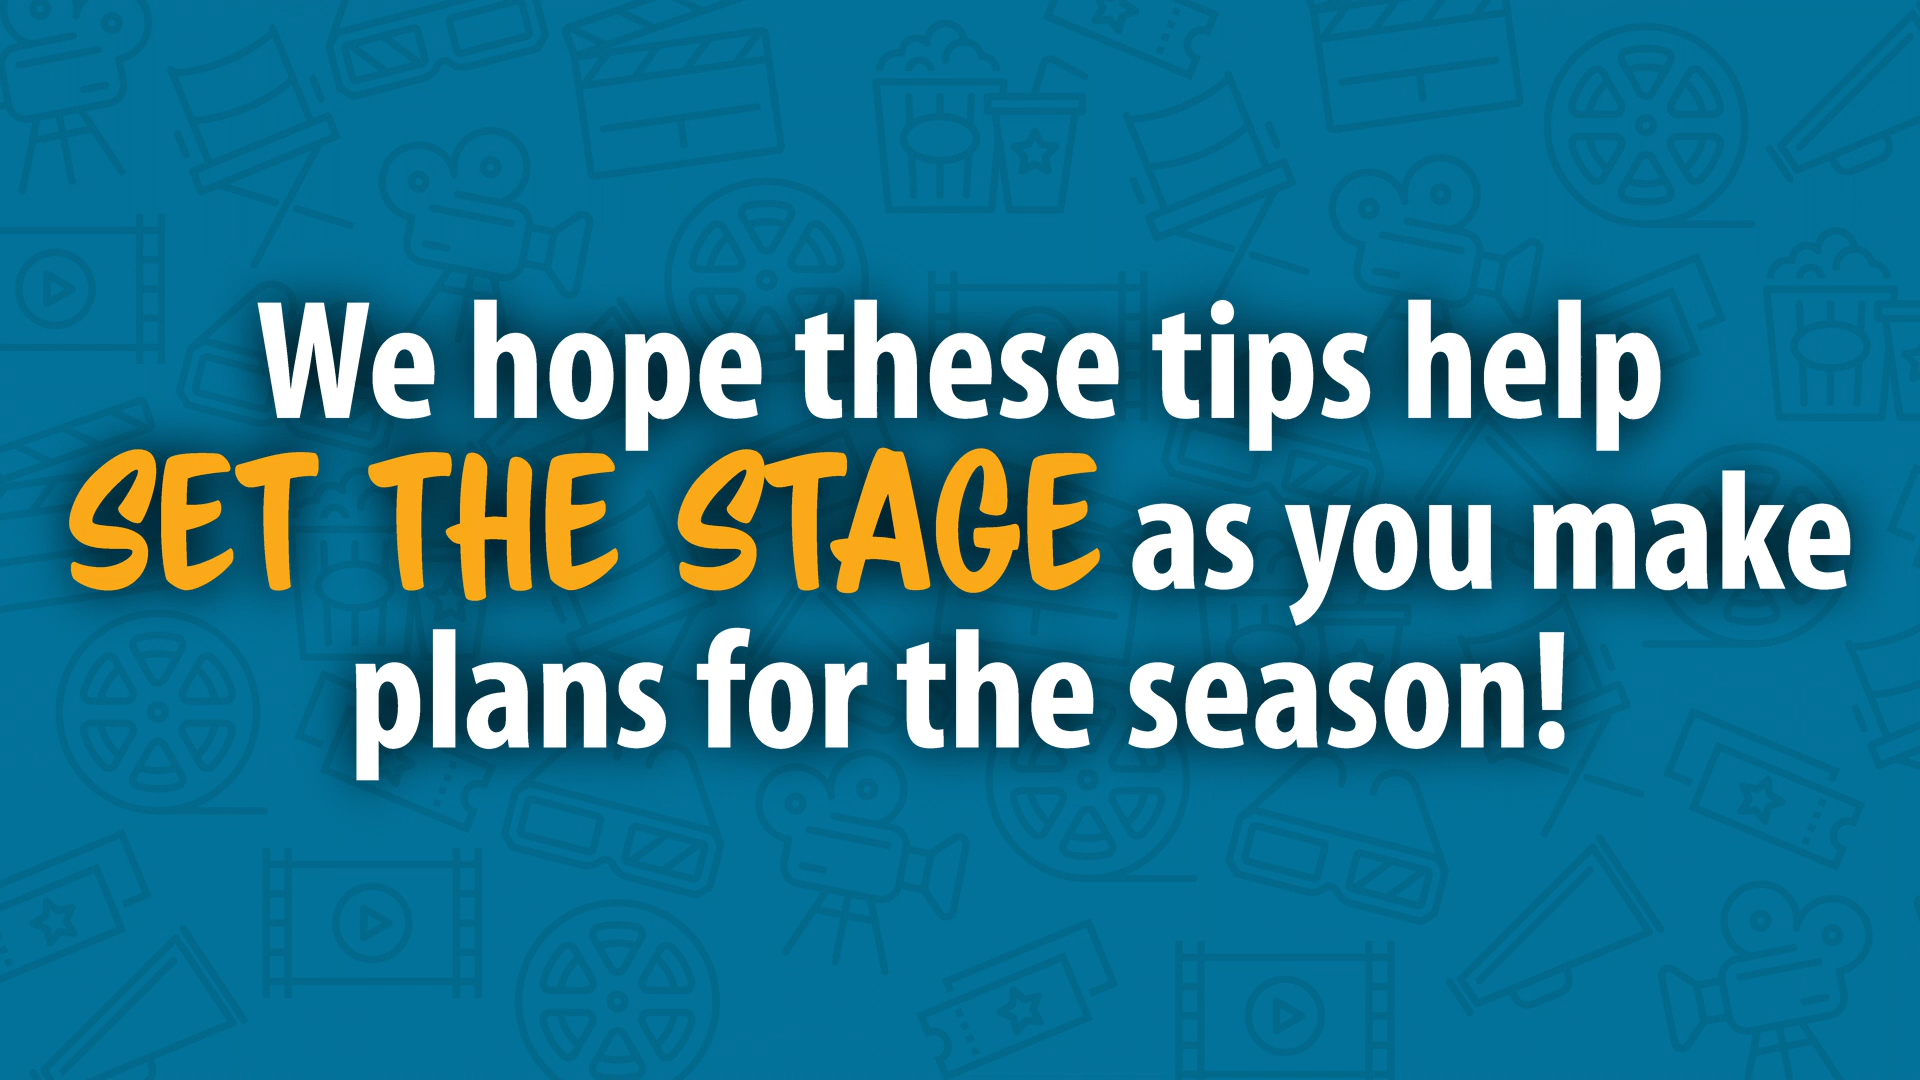 We hope these tips help
SET THE STAGE as you make
plans for the season!